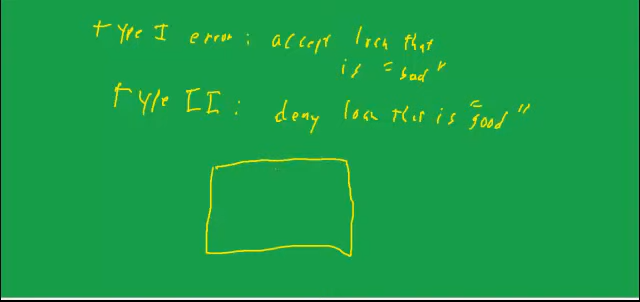 type I error: accept loan that
is "bad"
type II: deny loan that is "good"